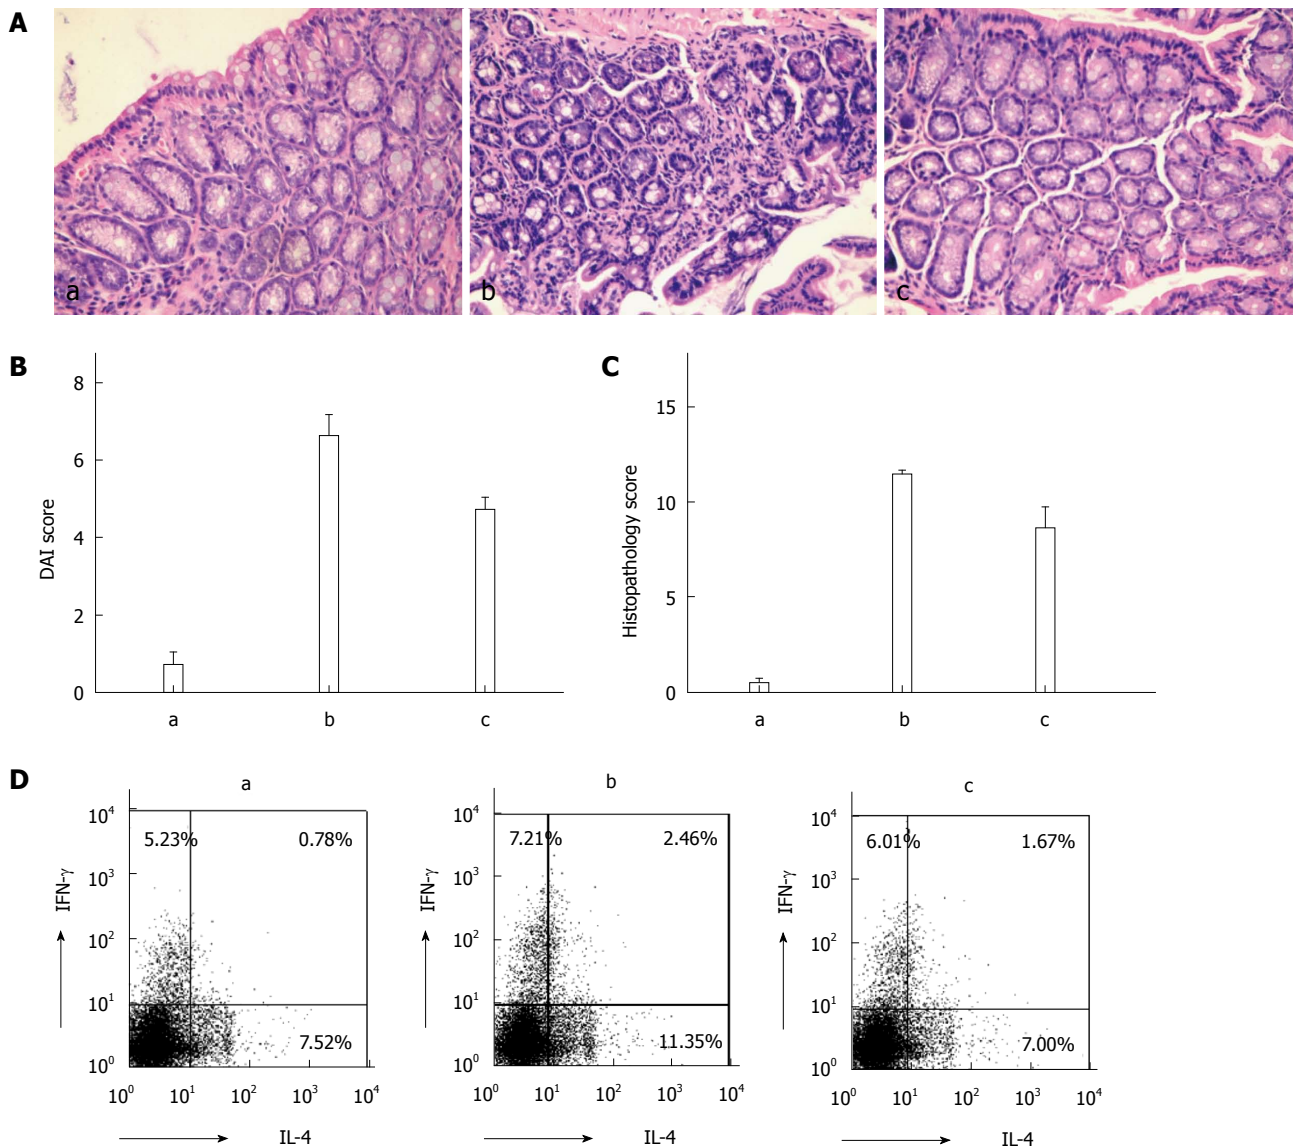 A
a
b
c
B
8
6
4
2
0
DAI score
a
b
c
C
15
10
5
0
Histopathology score
a
b
c
D
a
10⁴
10³
10²
10¹
10⁰
IFN-γ
5.23%
0.78%
7.52%
10⁰ 10¹ 10² 10³ 10⁴
IL-4
b
10⁴
10³
10²
10¹
10⁰
IFN-γ
7.21%
2.46%
11.35%
10⁰ 10¹ 10² 10³ 10⁴
IL-4
c
10⁴
10³
10²
10¹
10⁰
IFN-γ
6.01%
1.67%
7.00%
10⁰ 10¹ 10² 10³ 10⁴
IL-4